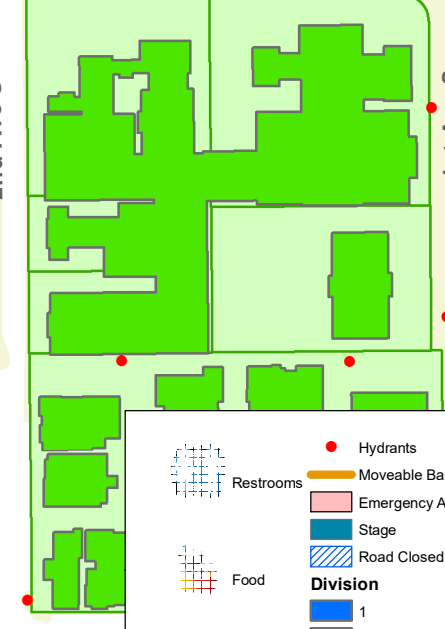 Restrooms
Food
Hydrants
Moveable Ba
Emergency A
Stage
Road Closed
Division
1